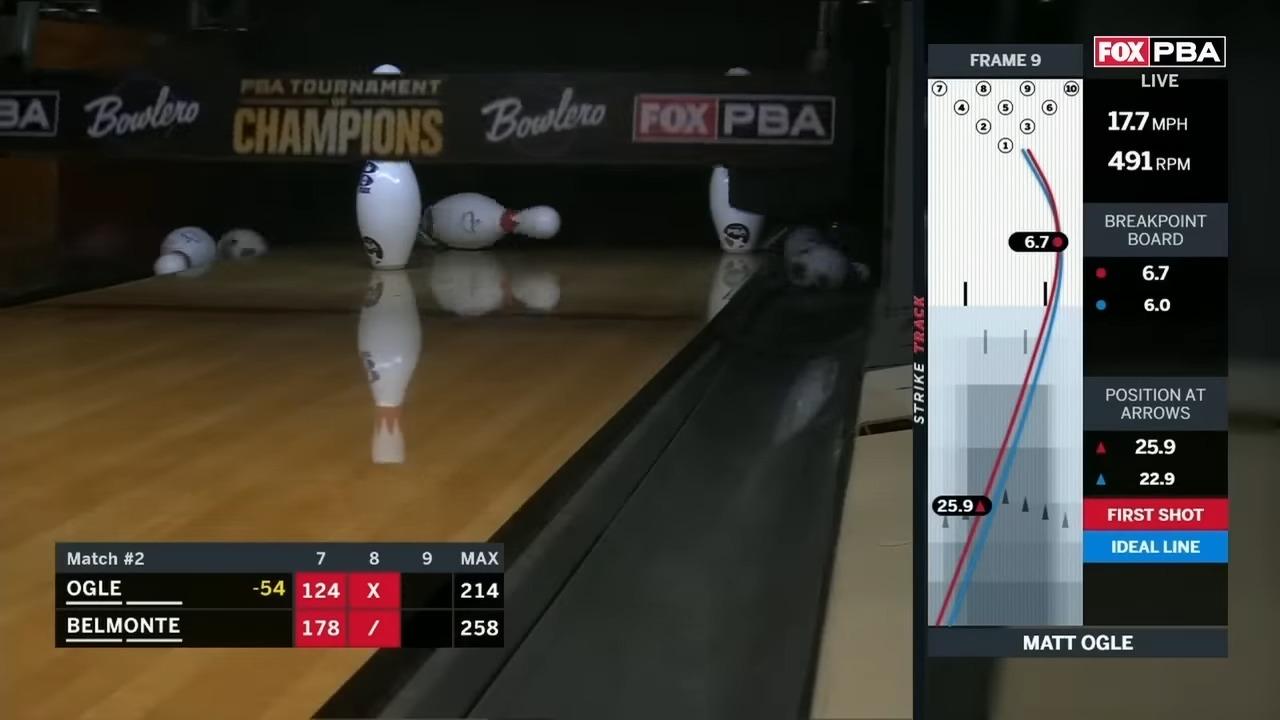 BA
Bowlero
PBA TOURNAMENT
OF
CHAMPIONS
Bowlero
FOX PBA
FRAME 9
7 8 9 10
4 5 6
2 3
1
6.7
25.9
STRIKE TRACK
FOX PBA
LIVE
17.7 MPH
491 RPM
BREAKPOINT
BOARD
6.7
6.0
POSITION AT
ARROWS
25.9
22.9
FIRST SHOT
IDEAL LINE
MATT OGLE
Match #2 7 8 9 MAX
OGLE -54 124 X 214
BELMONTE 178 / 258